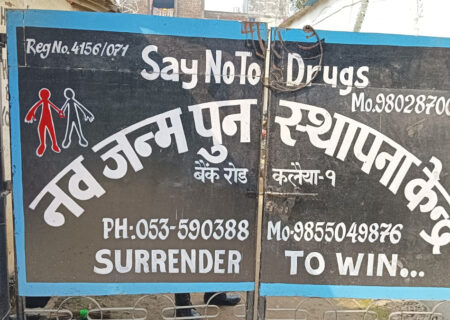 Reg No. 4156/071
Say No To Drugs
Mo.98028700
नव जन्म पुन स्थापना केन्द्र
बैंक रोड कलैया-१
PH:053-590388 Mo-9855049876
SURRENDER TO WIN...